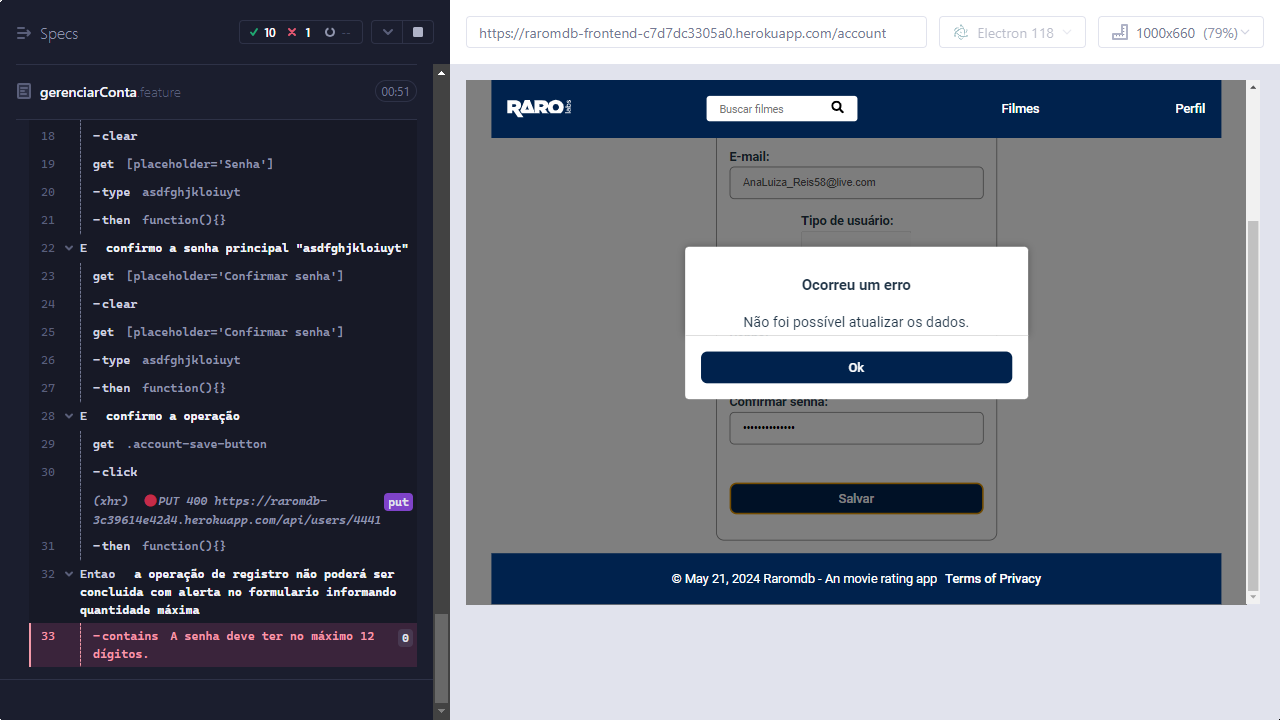 Specs
10
1
--
gerenciarConta.feature
00:51
18 -clear
19 get [placeholder='Senha']
20 -type asdfghjkloiuyt
21 -then function(){}
22 E confirmo a senha principal "asdfghjkloiuyt"
23 get [placeholder='Confirmar senha']
24 -clear
25 get [placeholder='Confirmar senha']
26 -type asdfghjkloiuyt
27 -then function(){}
28 E confirmo a operação
29 get .account-save-button
30 -click
(xhr) PUT 400 https://raromdb-
3c39614e42d4.herokuapp.com/api/users/4441
put
31 -then function(){}
32 Entao a operação de registro não poderá ser
concluida com alerta no formulario informando
quantidade máxima
33 -contains A senha deve ter no máximo 12
dígitos.
0
https://raromdb-frontend-c7d7dc3305a0.herokuapp.com/account
Electron 118
1000x660 (79%)
RARO labs
Buscar filmes
Filmes
Perfil
E-mail:
AnaLuiza_Reis58@live.com
Tipo de usuário:
Ocorreu um erro
Não foi possível atualizar os dados.
Ok
Confirmar senha:
••••••••••••••
Salvar
© May 21, 2024 Raromdb - An movie rating app Terms of Privacy